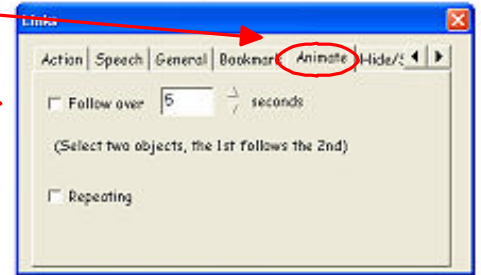 Links
Action Speech General Bookmark Animate Hide/S
Follow over 5 seconds
(Select two objects, the 1st follows the 2nd)
Repeating